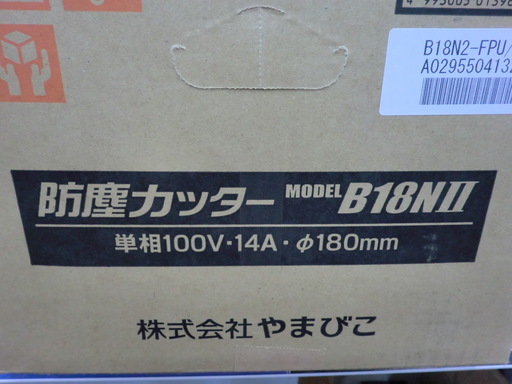 B18N2-FPU/
防塵カッター MODEL B18NⅡ
単相100V・14A・φ180mm
株式会社 やまびこ